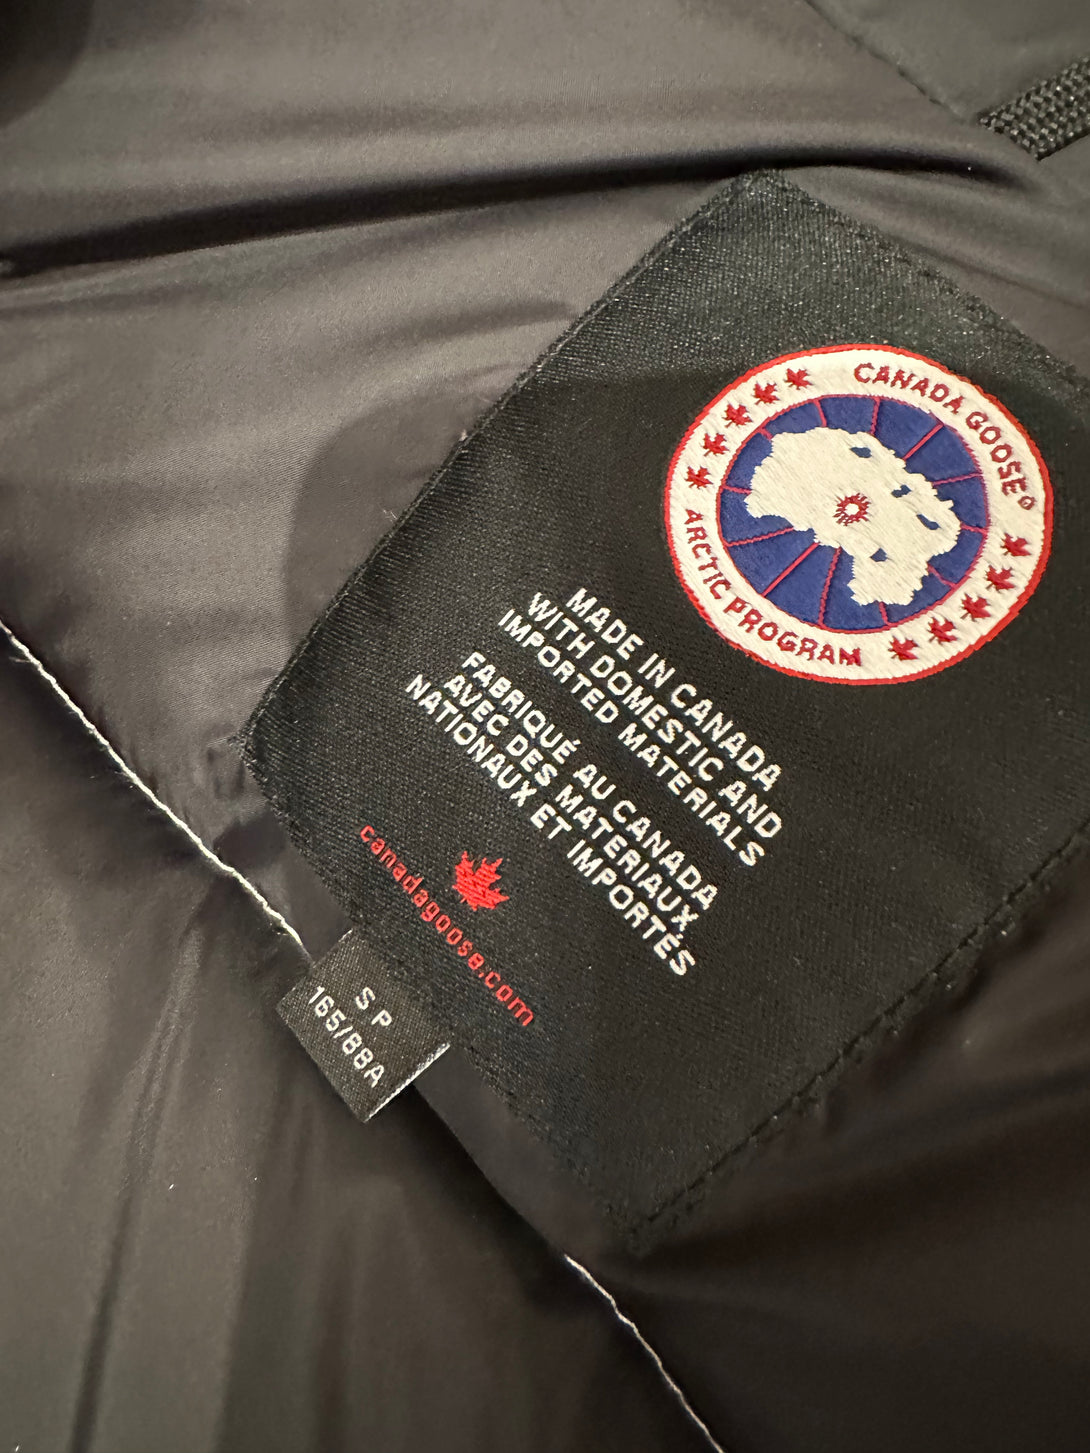 CANADA GOOSE®
ARCTIC PROGRAM
MADE IN CANADA
WITH DOMESTIC AND
IMPORTED MATERIALS
FABRIQUÉ AU CANADA
AVEC DES MATERIAUX
NATIONAUX ET IMPORTÉS
canadagoose.com
S P
165/88A